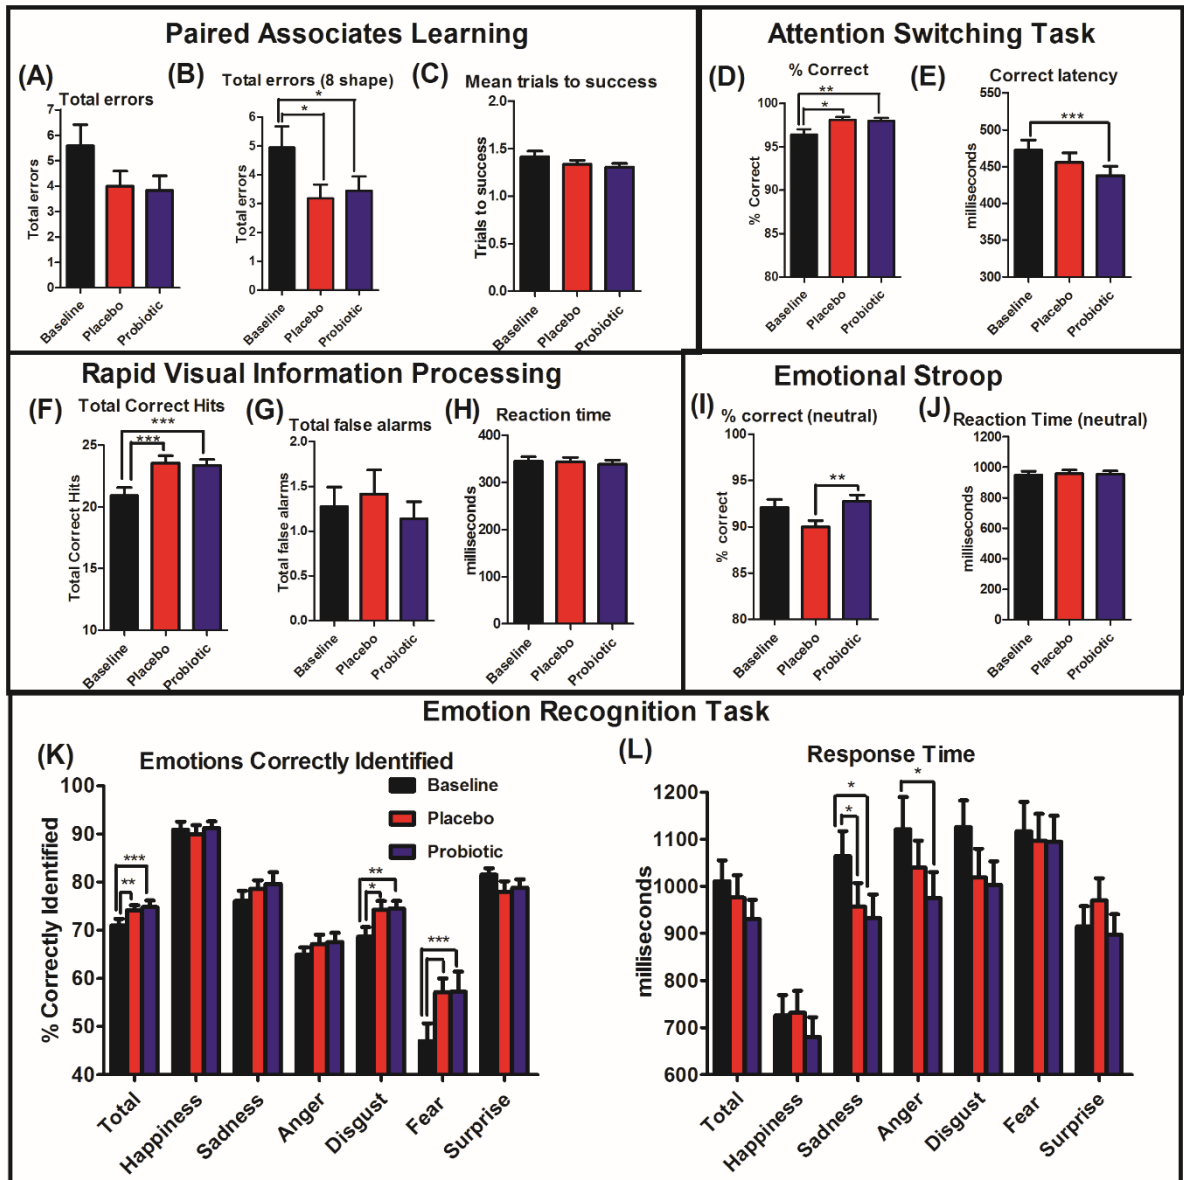 Paired Associates Learning
(A)
Total errors
Total errors
7
6
5
4
3
2
1
0
Baseline
Placebo
Probiotic
(B)
Total errors (8 shape)
Total errors
6
5
4
3
2
1
0
*
*
Baseline
Placebo
Probiotic
(C)
Mean trials to success
Trials to success
2.0
1.5
1.0
0.5
0.0
Baseline
Placebo
Probiotic
Attention Switching Task
(D)
% Correct
% Correct
100
95
90
85
80
**
*
Baseline
Placebo
Probiotic
(E)
Correct latency
milliseconds
550
500
450
400
350
300
***
Baseline
Placebo
Probiotic
Rapid Visual Information Processing
(F)
Total Correct Hits
Total Correct Hits
25
20
15
10
***
***
Baseline
Placebo
Probiotic
(G)
Total false alarms
Total false alarms
2.0
1.5
1.0
0.5
0.0
Baseline
Placebo
Probiotic
(H)
Reaction time
milliseconds
400
300
200
100
0
Baseline
Placebo
Probiotic
Emotional Stroop
(I)
% correct (neutral)
% correct
100
95
90
85
80
**
Baseline
Placebo
Probiotic
(J)
Reaction Time (neutral)
milliseconds
1200
1000
800
600
400
200
0
Baseline
Placebo
Probiotic
Emotion Recognition Task
(K)
Emotions Correctly Identified
Baseline
Placebo
Probiotic
% Correctly Identified
100
90
80
70
60
50
40
***
**
**
*
***
Total
Happiness
Sadness
Anger
Disgust
Fear
Surprise
(L)
Response Time
milliseconds
1200
1100
1000
900
800
700
600
*
*
*
Total
Happiness
Sadness
Anger
Disgust
Fear
Surprise